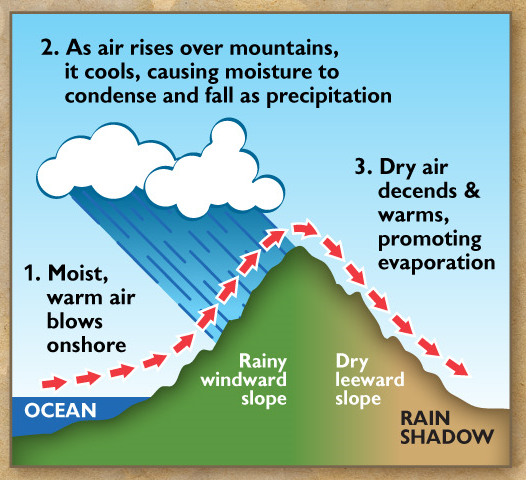 2. As air rises over mountains,
it cools, causing moisture to
condense and fall as precipitation
3. Dry air
decends &
warms,
promoting
evaporation
1. Moist,
warm air
blows
onshore
Rainy
windward
slope
Dry
leeward
slope
OCEAN
RAIN
SHADOW